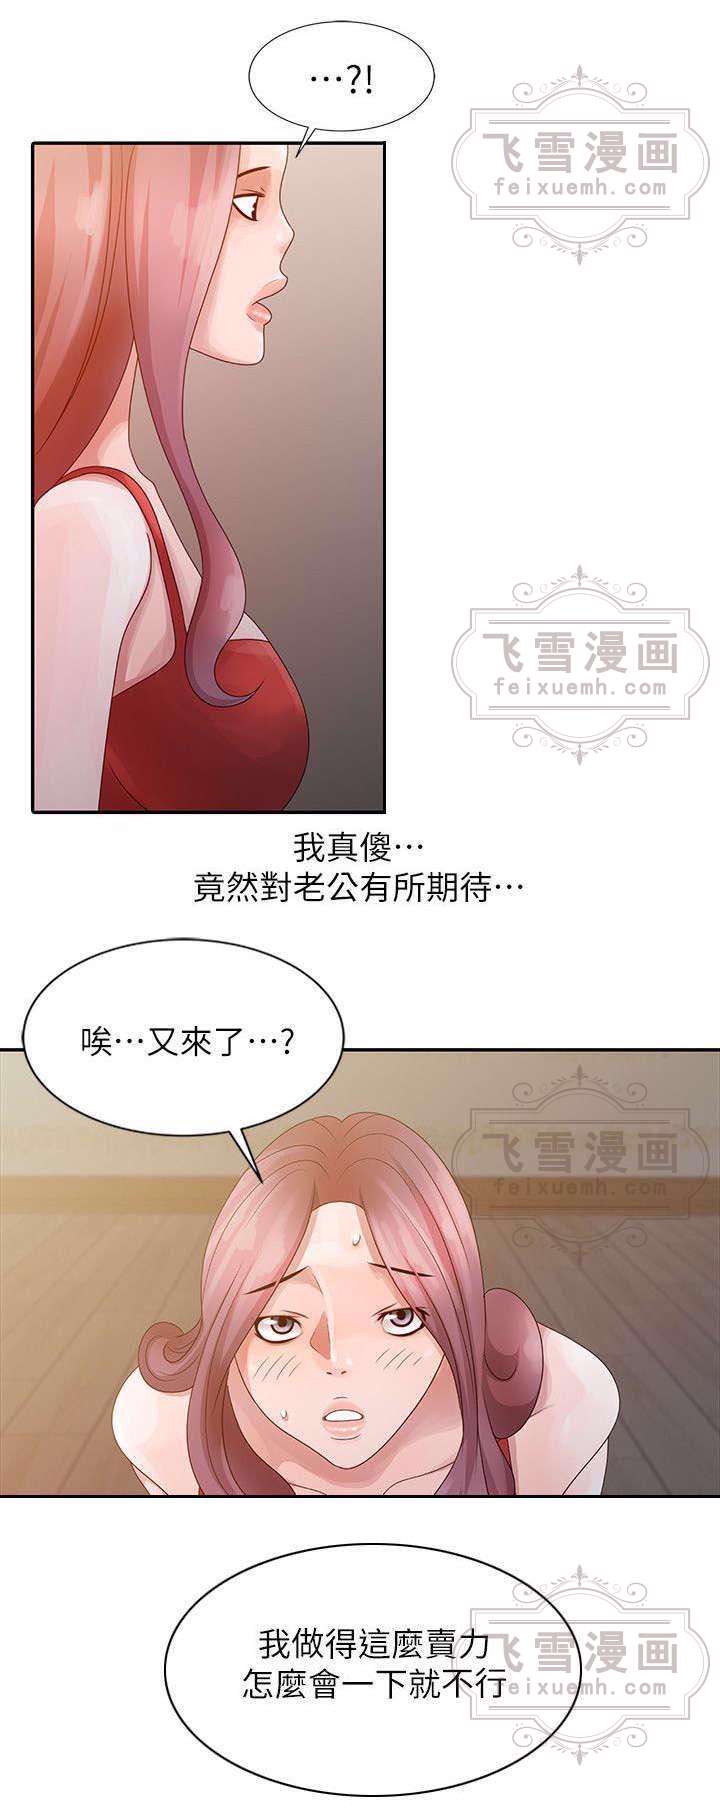 …?!
飞雪漫画
feixuemh.com
飞雪漫画
feixuemh.com
我真傻…
竟然對老公有所期待…
唉…又來了…?
飞雪漫画
feixuemh.com
我做得這麼賣力
怎麼會一下就不行
飞雪漫画
feixuemh.com